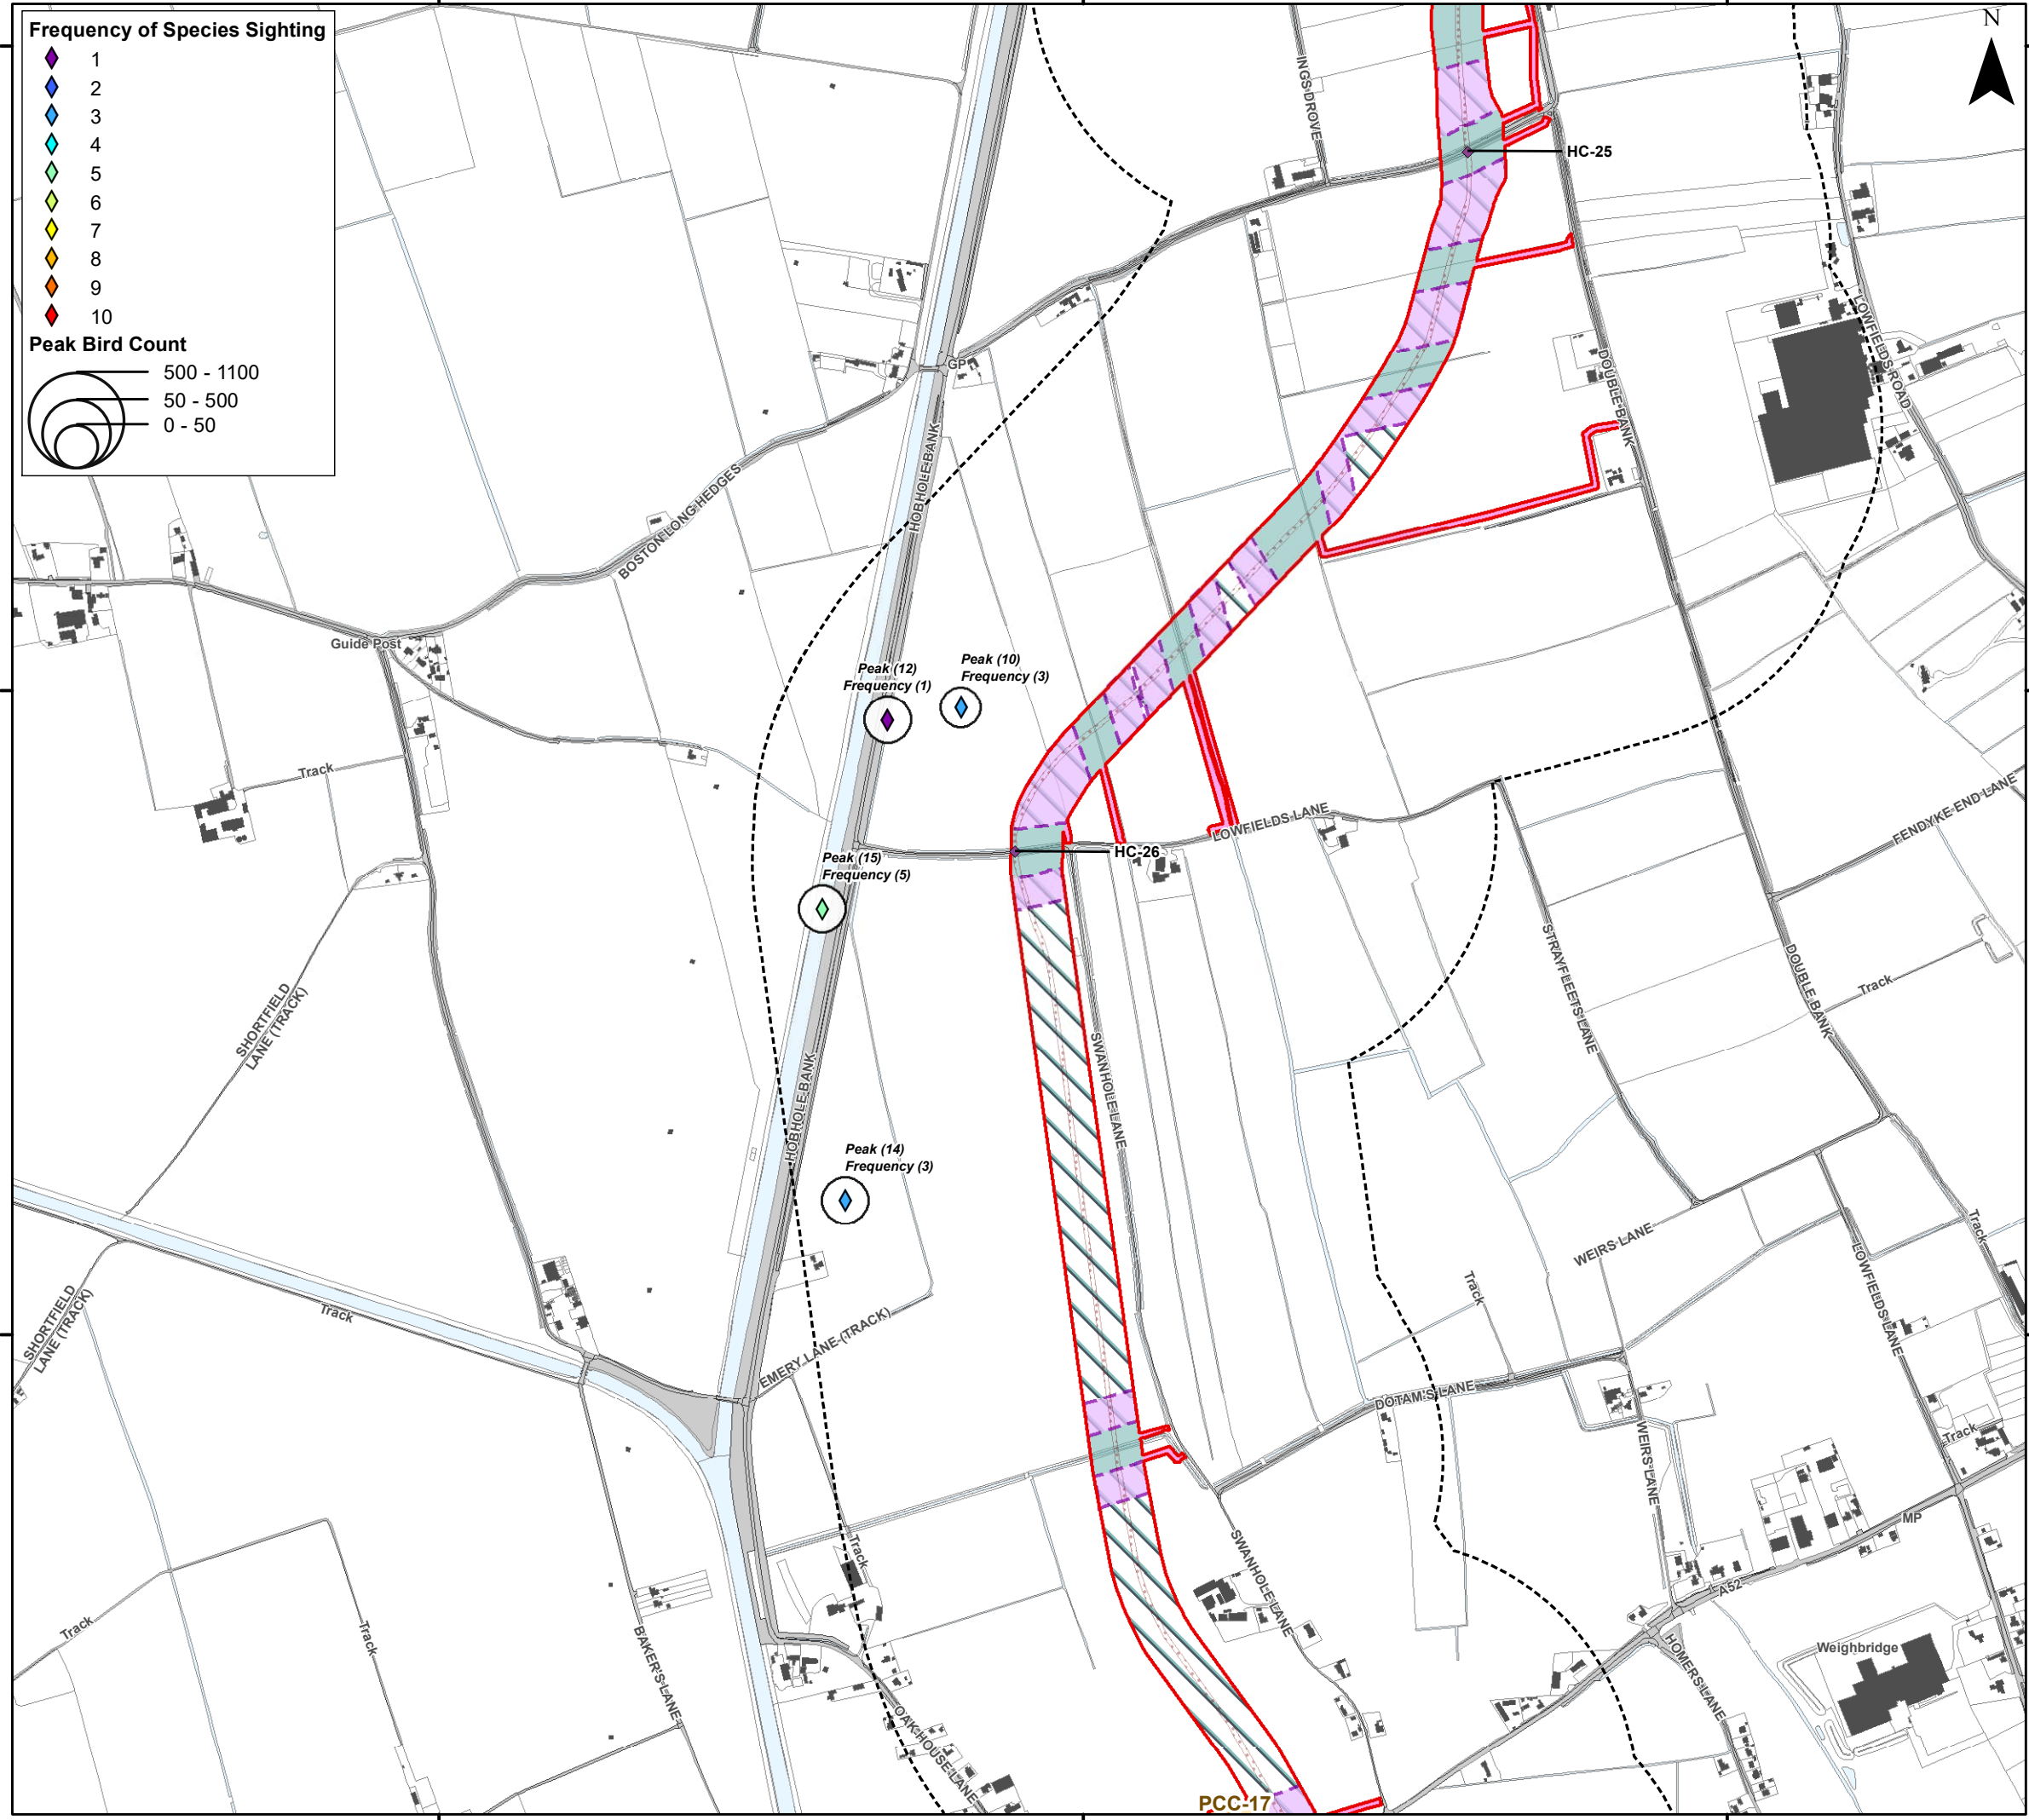 Frequency of Species Sighting
1
2
3
4
5
6
7
8
9
10
Peak Bird Count
500 - 1100
50 - 500
0 - 50
N
INGS DROVE
HC-25
LOWFIELDS ROAD
DOUBLE BANK
GP
HOBHOLE BANK
BOSTON LONG HEDGES
Guide Post
Peak (12)
Frequency (1)
Peak (10)
Frequency (3)
Track
LOWFIELDS LANE
FENDYKE END LANE
HC-26
Peak (15)
Frequency (5)
SHORTFIELD
LANE (TRACK)
STRAYFLEETS LANE
DOUBLE BANK
Track
SWANHOLE LANE
HOBHOLE BANK
Peak (14)
Frequency (3)
WEIRS LANE
Track
LOWFIELDS LANE
Track
SHORTFIELD
LANE (TRACK)
Track
EMERY LANE (TRACK)
DOTAM'S LANE
WEIRS LANE
Track
MP
Track
SWANHOLE LANE
A52
Track
Track
BAKER'S LANE
HOMERS LANE
Weighbridge
OAK HOUSE LANE
PCC-17